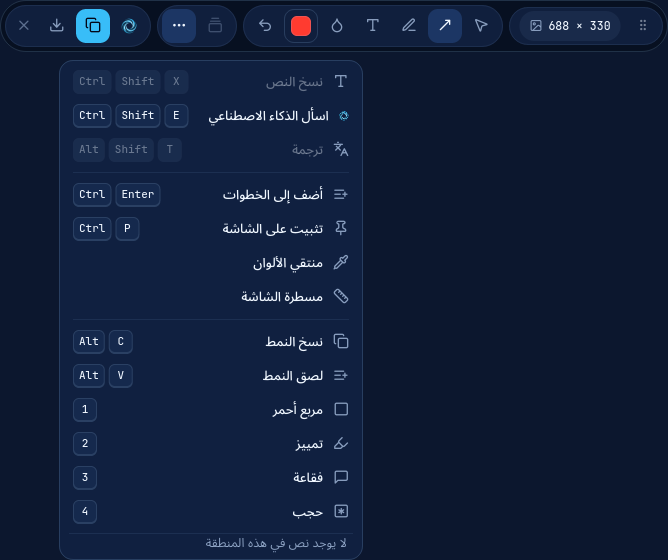 688 × 330
نسخ النص Ctrl Shift X
اسأل الذكاء الاصطناعي Ctrl Shift E
ترجمة Alt Shift T
أضف إلى الخطوات Ctrl Enter
تثبيت على الشاشة Ctrl P
منتقي الألوان
مسطرة الشاشة
نسخ النمط Alt C
لصق النمط Alt V
مربع أحمر 1
تمييز 2
فقاعة 3
حجب 4
لا يوجد نص في هذه المنطقة